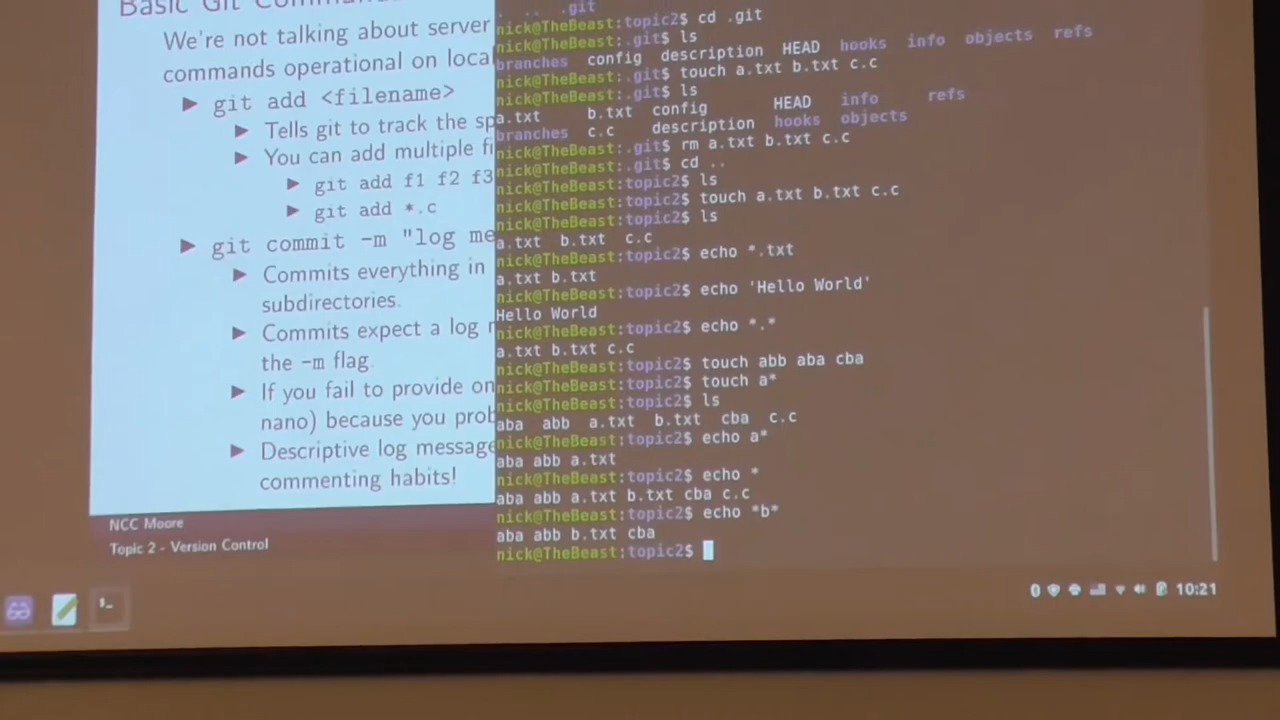 Basic Git Comman
We're not talking about server
commands operational on loca
► git add <filename>
► Tells git to track the sp
► You can add multiple fi
► git add f1 f2 f3
► git add *.c
► git commit -m "log me
► Commits everything in
subdirectories.
► Commits expect a log
the -m flag.
► If you fail to provide on
nano) because you prob
► Descriptive log message
commenting habits!
NCC Moore
Topic 2 - Version Control
. .. .git
nick@TheBeast:topic2$ cd .git
nick@TheBeast:.git$ ls
branches config description HEAD hooks info objects refs
nick@TheBeast:.git$ touch a.txt b.txt c.c
nick@TheBeast:.git$ ls
a.txt b.txt config HEAD info refs
branches c.c description hooks objects
nick@TheBeast:.git$ rm a.txt b.txt c.c
nick@TheBeast:.git$ cd ..
nick@TheBeast:topic2$ ls
nick@TheBeast:topic2$ touch a.txt b.txt c.c
nick@TheBeast:topic2$ ls
a.txt b.txt c.c
nick@TheBeast:topic2$ echo *.txt
a.txt b.txt
nick@TheBeast:topic2$ echo 'Hello World'
Hello World
nick@TheBeast:topic2$ echo *.*
a.txt b.txt c.c
nick@TheBeast:topic2$ touch abb aba cba
nick@TheBeast:topic2$ touch a*
nick@TheBeast:topic2$ ls
aba abb a.txt b.txt cba c.c
nick@TheBeast:topic2$ echo a*
aba abb a.txt
nick@TheBeast:topic2$ echo *
aba abb a.txt b.txt cba c.c
nick@TheBeast:topic2$ echo *b*
aba abb b.txt cba
nick@TheBeast:topic2$
10:21